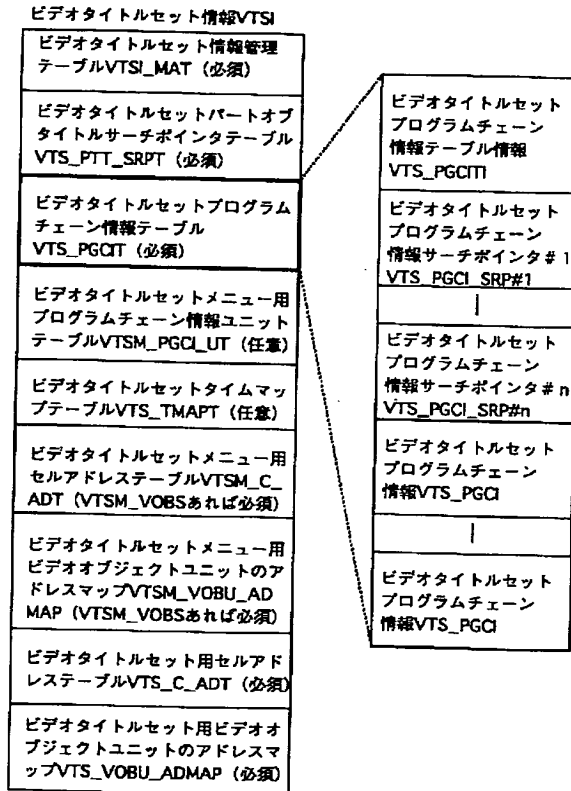 ビデオタイトルセット情報VTSI
ビデオタイトルセット情報管理
テーブルVTSI_MAT（必須）
ビデオタイトルセットパートオブ
タイトルサーチポインタテーブル
VTS_PTT_SRPT（必須）
ビデオタイトルセットプログラム
チェーン情報テーブル
VTS_PGCIT（必須）
ビデオタイトルセットメニュー用
プログラムチェーン情報ユニット
テーブルVTSM_PGCI_UT（任意）
ビデオタイトルセットタイムマッ
プテーブルVTS_TMAPT（任意）
ビデオタイトルセットメニュー用
セルアドレステーブルVTSM_C_
ADT（VTSM_VOBSあれば必須）
ビデオタイトルセットメニュー用
ビデオオブジェクトユニットのア
ドレスマップVTSM_VOBU_AD
MAP（VTSM_VOBSあれば必須）
ビデオタイトルセット用セルアド
レステーブルVTS_C_ADT（必須）
ビデオタイトルセット用ビデオオ
ブジェクトユニットのアドレスマ
ップVTS_VOBU_ADMAP（必須）
ビデオタイトルセット
プログラムチェーン
情報テーブル情報
VTS_PGCITI
ビデオタイトルセット
プログラムチェーン
情報サーチポインタ＃1
VTS_PGCI_SRP#1
ビデオタイトルセット
プログラムチェーン
情報サーチポインタ＃n
VTS_PGCI_SRP#n
ビデオタイトルセット
プログラムチェーン
情報VTS_PGCI
ビデオタイトルセット
プログラムチェーン
情報VTS_PGCI